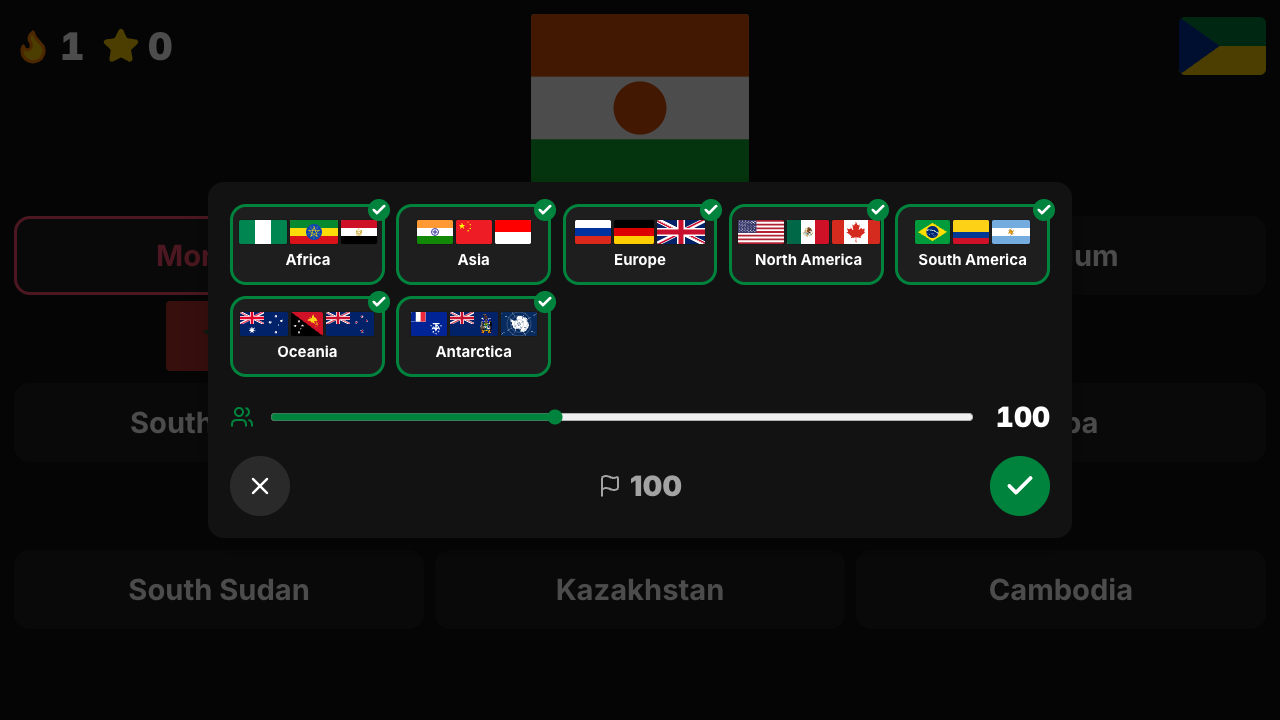 1 0
Africa
Asia
Europe
North America
South America
Oceania
Antarctica
100
100
South Sudan
Kazakhstan
Cambodia